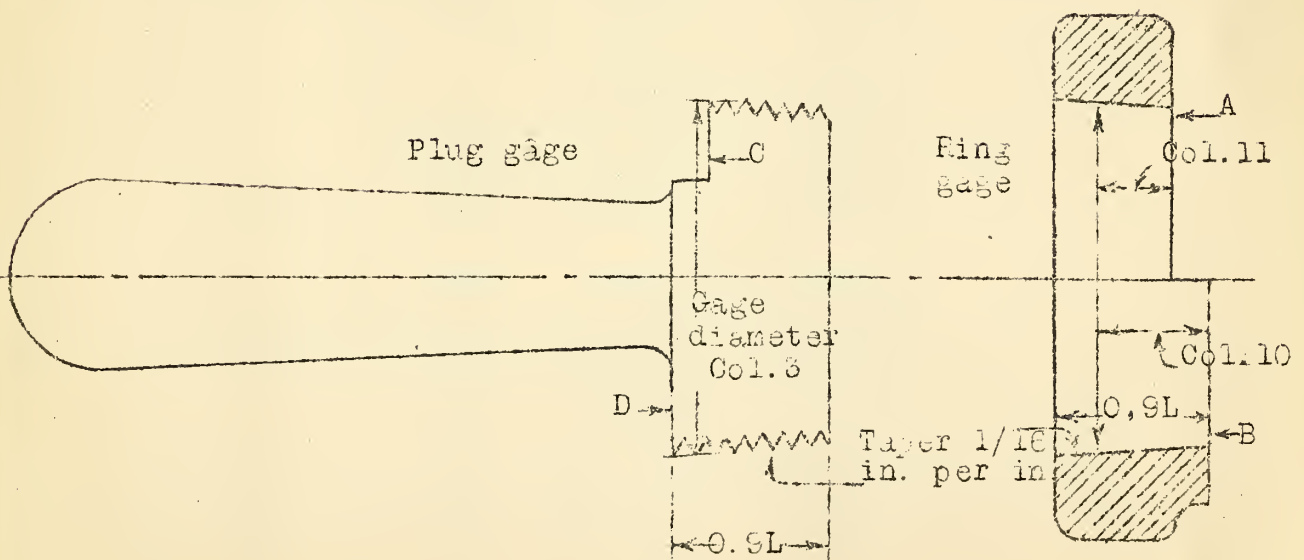 Plug gage
C
Ring
gage
A
Col.11
Gage
diameter
Col.3
Col.10
D
0.9L
B
Taper 1/16
in. per in
0.9L